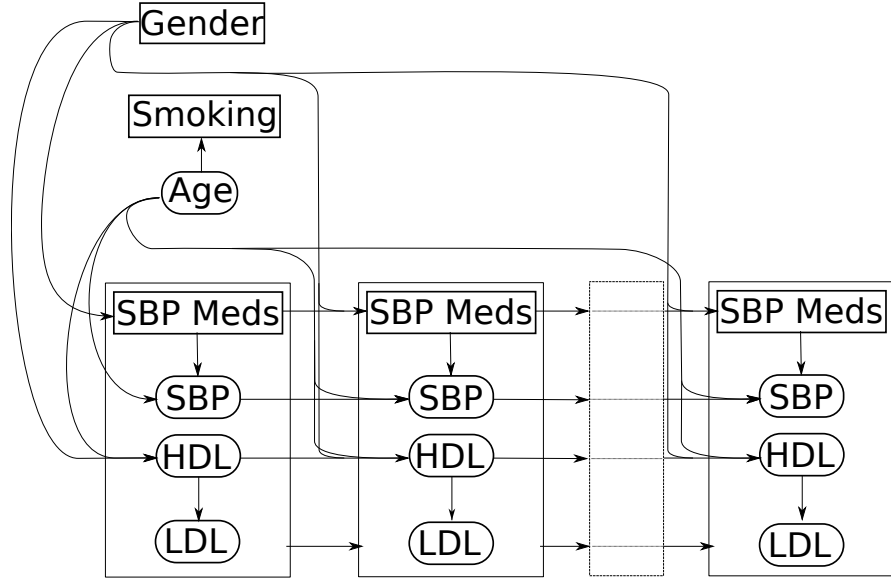 Gender
Smoking
Age
SBP Meds
SBP Meds
SBP Meds
SBP
SBP
SBP
HDL
HDL
HDL
LDL
LDL
LDL